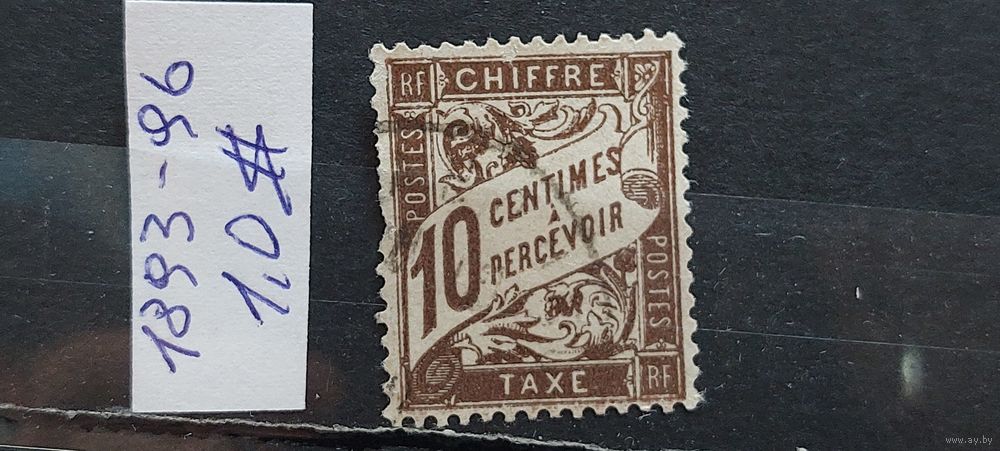 1893-96
1,0 $
RF CHIFFRE
POSTES
10 CENTIMES
A
PERCEVOIR
POSTES
TAXE RF
www.ay.by